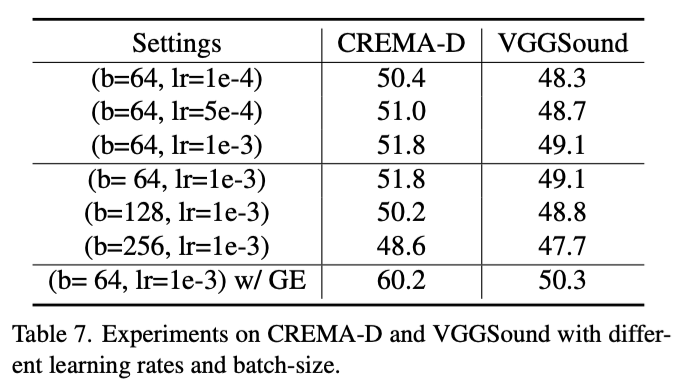 Settings CREMA-D VGGSound
(b=64, lr=1e-4) 50.4 48.3
(b=64, lr=5e-4) 51.0 48.7
(b=64, lr=1e-3) 51.8 49.1
(b= 64, lr=1e-3) 51.8 49.1
(b=128, lr=1e-3) 50.2 48.8
(b=256, lr=1e-3) 48.6 47.7
(b= 64, lr=1e-3) w/ GE 60.2 50.3
Table 7. Experiments on CREMA-D and VGGSound with differ-
ent learning rates and batch-size.